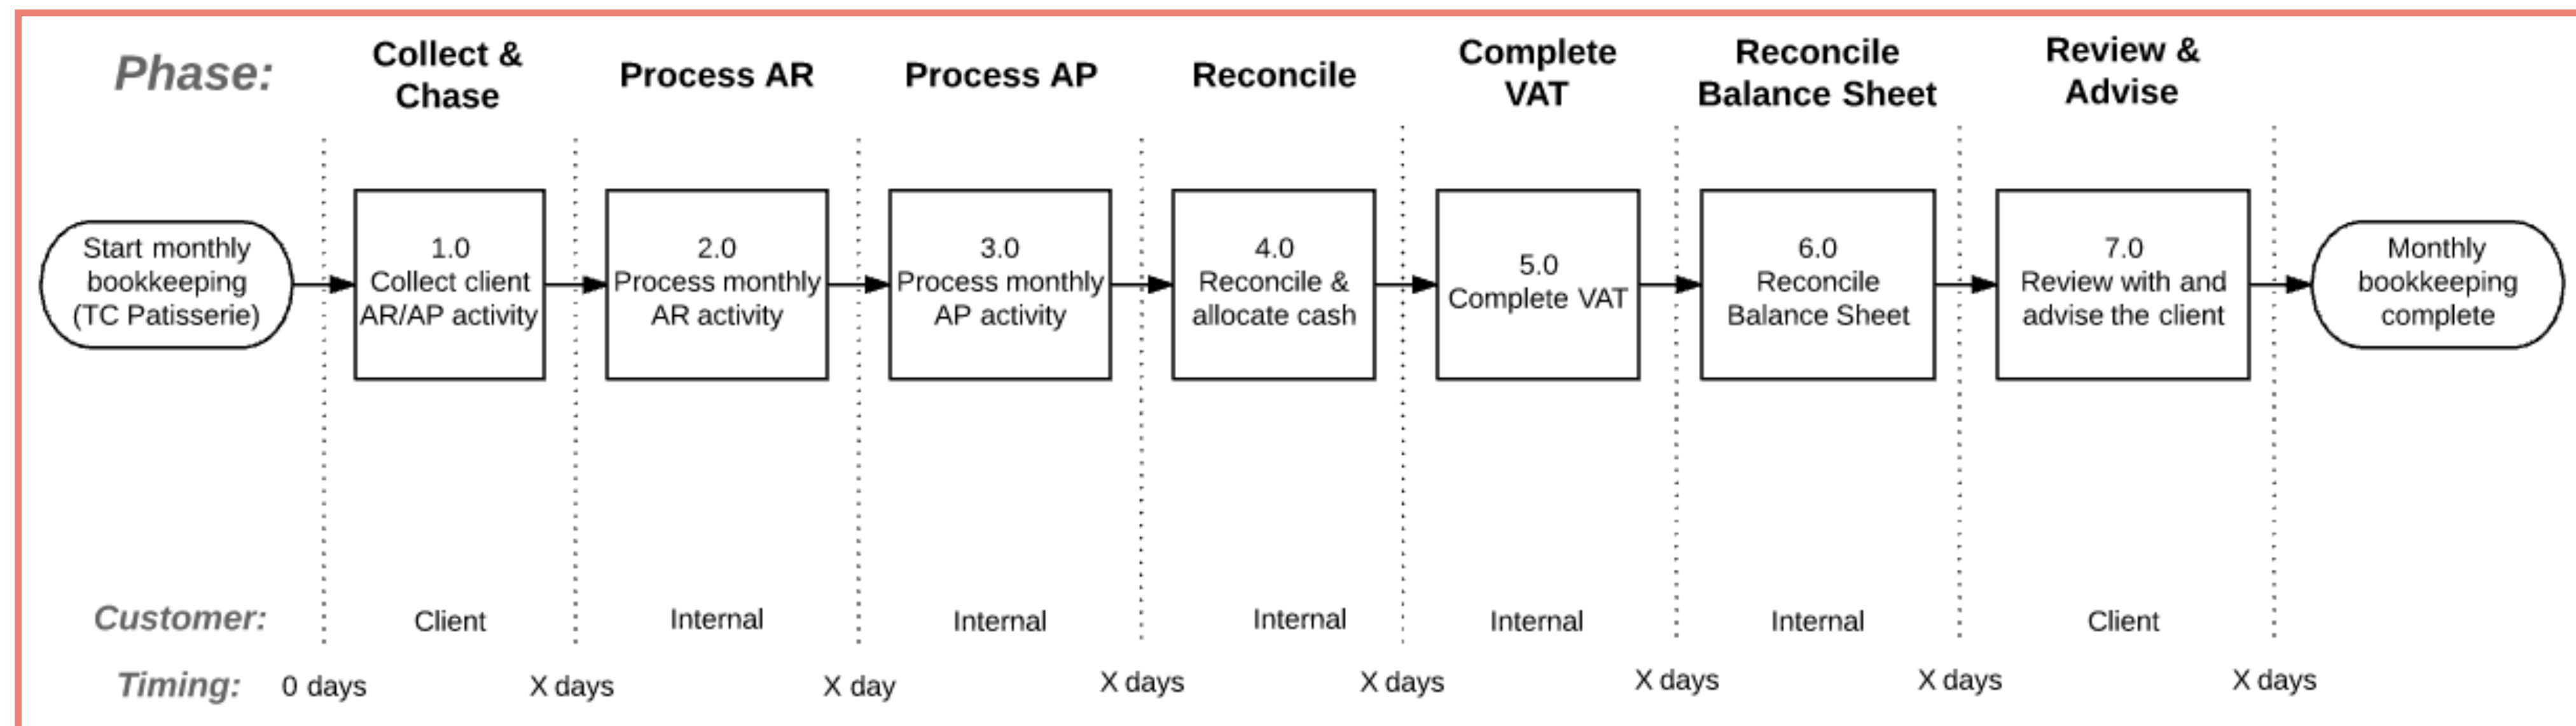 Phase:
Collect &
Chase
Process AR
Process AP
Reconcile
Complete
VAT
Reconcile
Balance Sheet
Review &
Advise
Start monthly
bookkeeping
(TC Patisserie)
1.0
Collect client
AR/AP activity
2.0
Process monthly
AR activity
3.0
Process monthly
AP activity
4.0
Reconcile &
allocate cash
5.0
Complete VAT
6.0
Reconcile
Balance Sheet
7.0
Review with and
advise the client
Monthly
bookkeeping
complete
Customer:
Client
Internal
Internal
Internal
Internal
Internal
Client
Timing:
0 days
X days
X day
X days
X days
X days
X days
X days